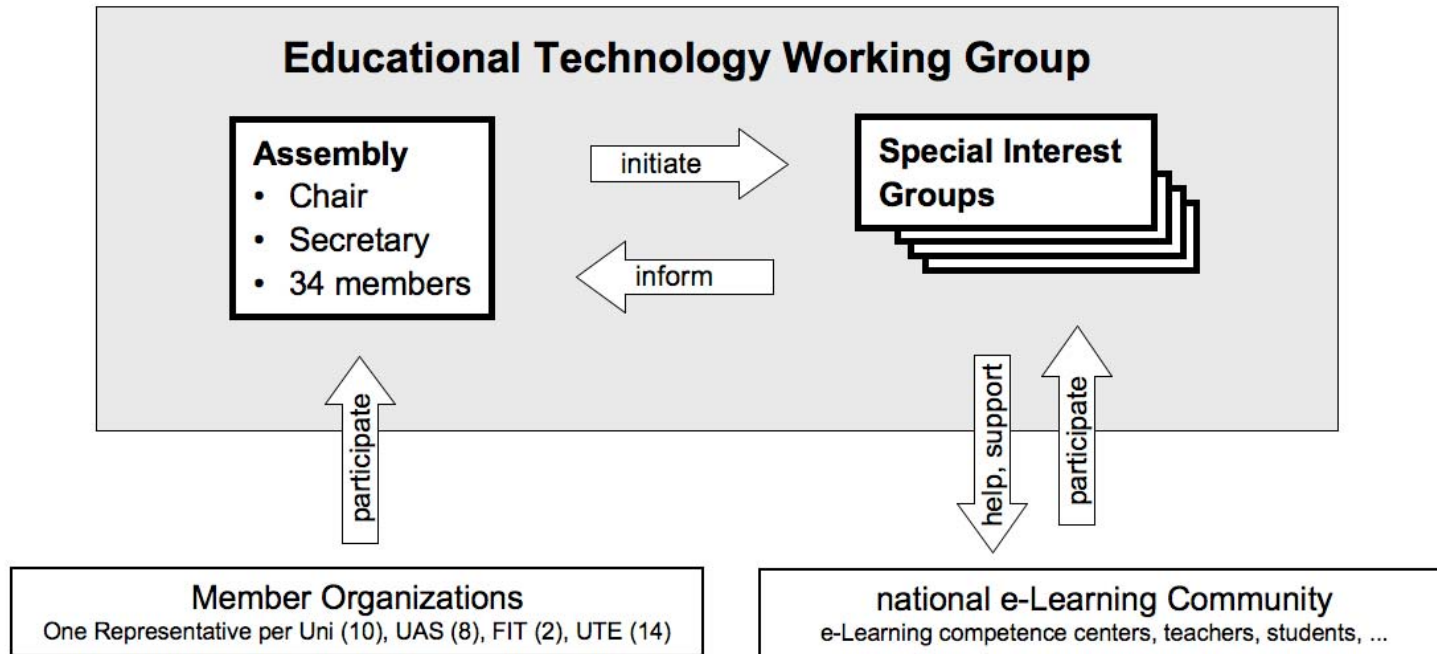 Educational Technology Working Group
Assembly
• Chair
• Secretary
• 34 members
initiate
inform
Special Interest
Groups
participate
help, support
participate
Member Organizations
One Representative per Uni (10), UAS (8), FIT (2), UTE (14)
national e-Learning Community
e-Learning competence centers, teachers, students, ...